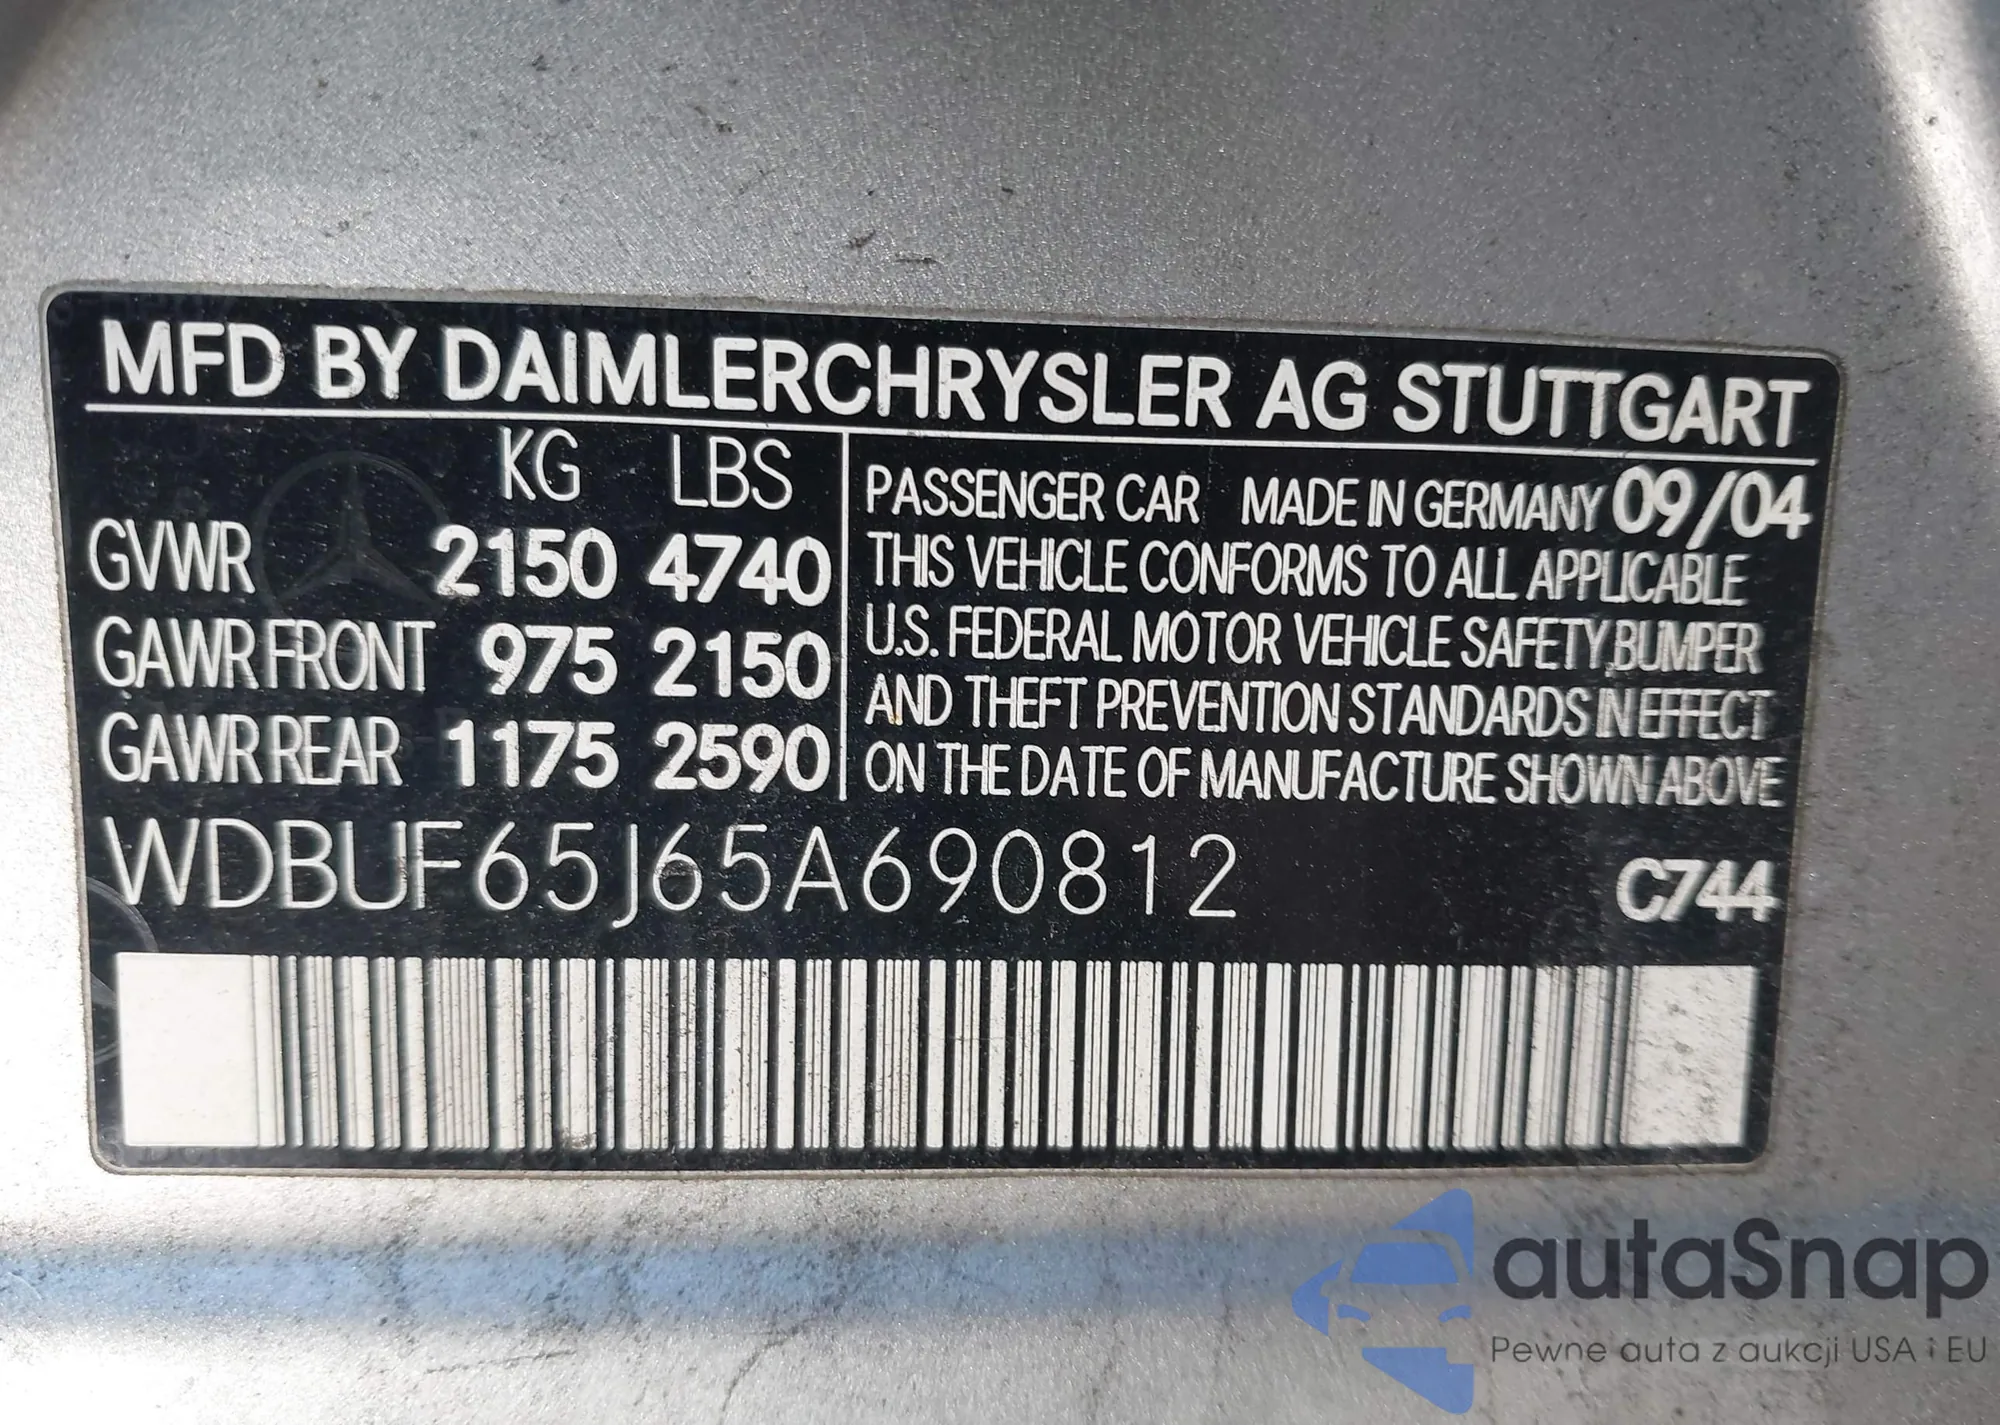 MFD BY DAIMLERCHRYSLER AG STUTTGART
KG LBS
GVWR 2150 4740
GAWR FRONT 975 2150
GAWR REAR 1175 2590
PASSENGER CAR MADE IN GERMANY 09/04
THIS VEHICLE CONFORMS TO ALL APPLICABLE
U.S. FEDERAL MOTOR VEHICLE SAFETY, BUMPER
AND THEFT PREVENTION STANDARDS IN EFFECT
ON THE DATE OF MANUFACTURE SHOWN ABOVE
WDBUF65J65A690812
C744
autaSnap
Pewne auta z aukcji USA i EU